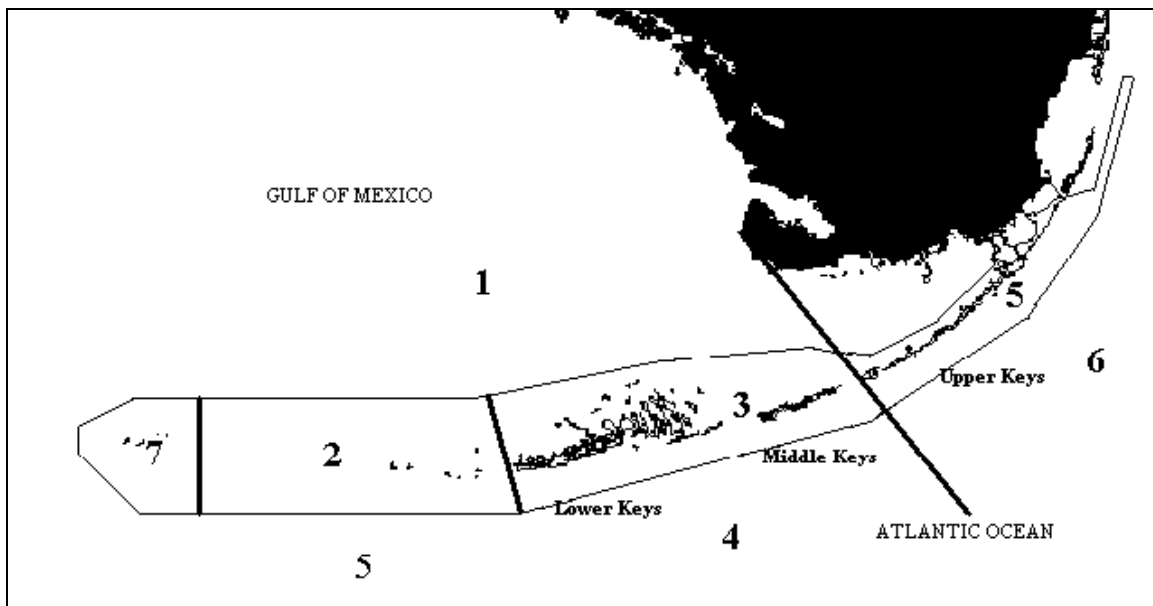 GULF OF MEXICO
1
5
6
Upper Keys
3
7
2
Middle Keys
Lower Keys
4
ATLANTIC OCEAN
5